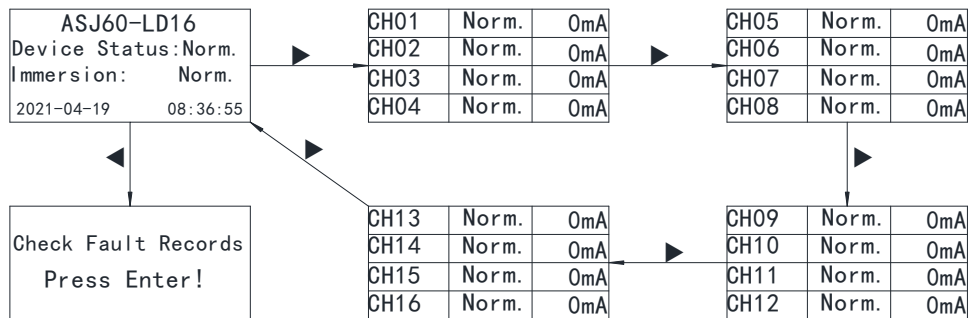 ASJ60-LD16
Device Status:Norm.
Immersion: Norm.
2021-04-19 08:36:55
CH01 Norm. 0mA
CH02 Norm. 0mA
CH03 Norm. 0mA
CH04 Norm. 0mA
CH05 Norm. 0mA
CH06 Norm. 0mA
CH07 Norm. 0mA
CH08 Norm. 0mA
Check Fault Records
Press Enter!
CH13 Norm. 0mA
CH14 Norm. 0mA
CH15 Norm. 0mA
CH16 Norm. 0mA
CH09 Norm. 0mA
CH10 Norm. 0mA
CH11 Norm. 0mA
CH12 Norm. 0mA